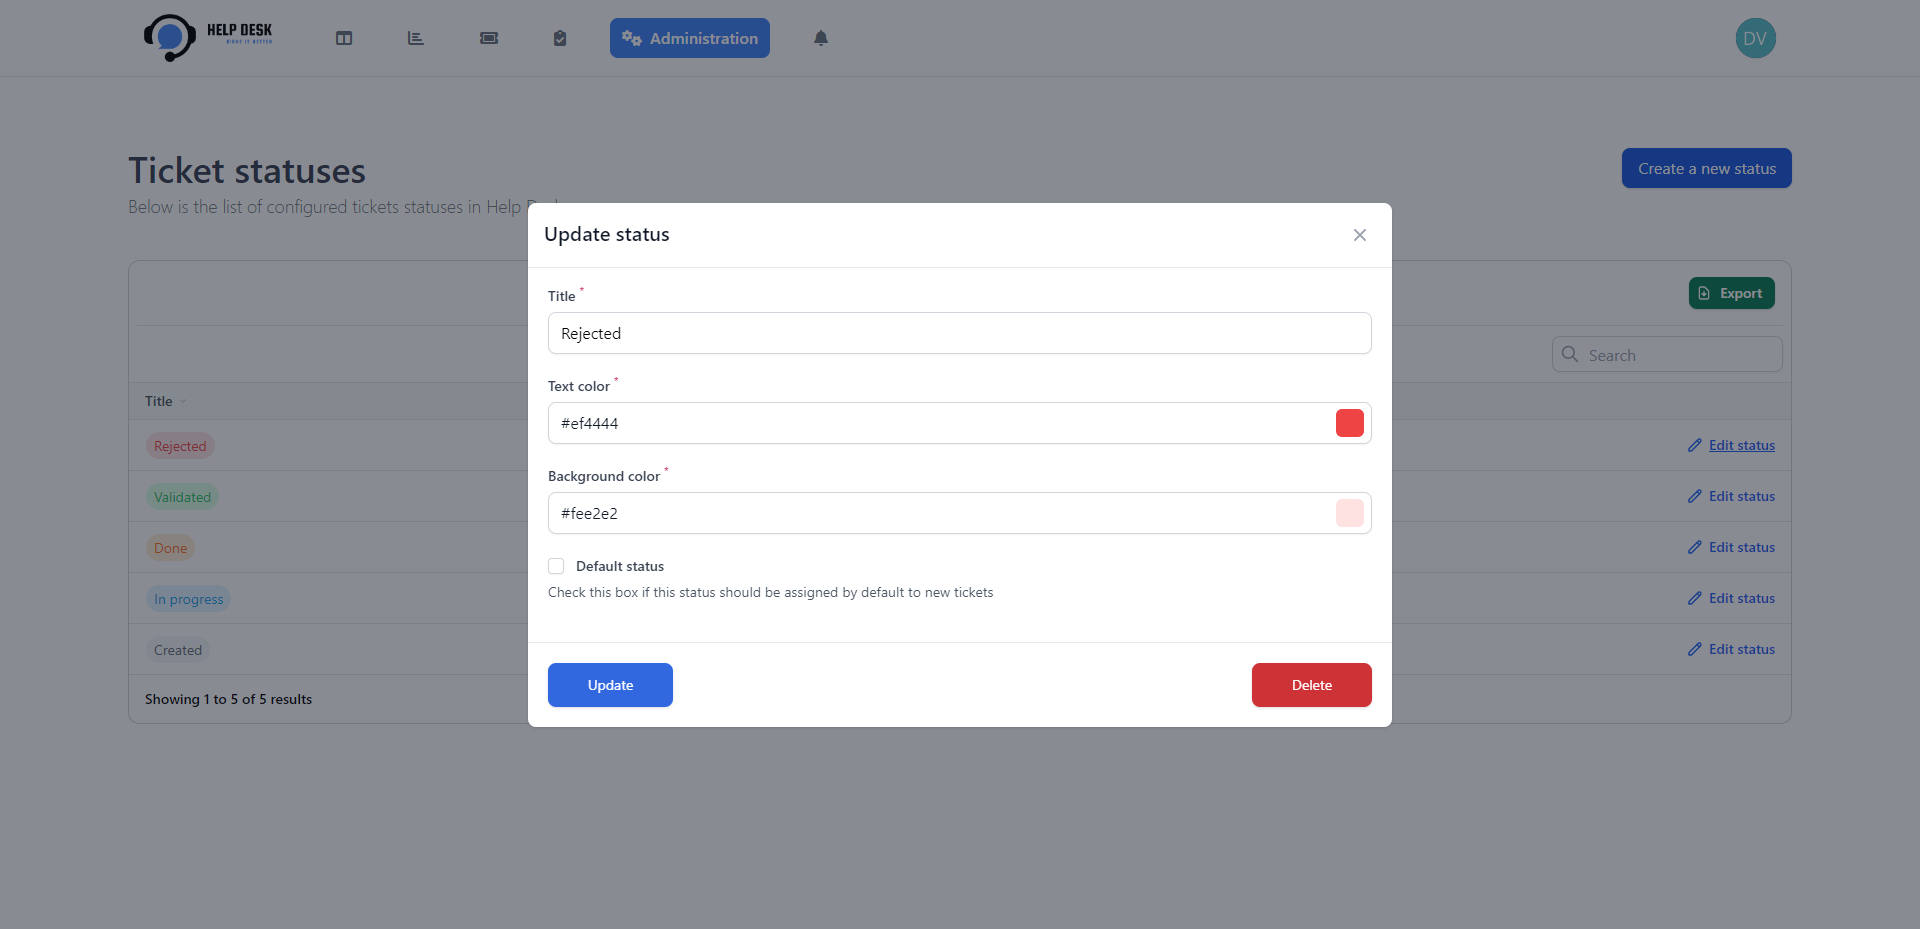 HELP DESK
Administration
DV
Ticket statuses
Create a new status
Below is the list of configured tickets statuses in Help
Update status
Export
Title *
Rejected
Search
Text color *
#ef4444
Title
Rejected
Edit status
Background color *
#fee2e2
Validated
Edit status
Done
Edit status
Default status
Check this box if this status should be assigned by default to new tickets
In progress
Edit status
Created
Edit status
Update
Delete
Showing 1 to 5 of 5 results